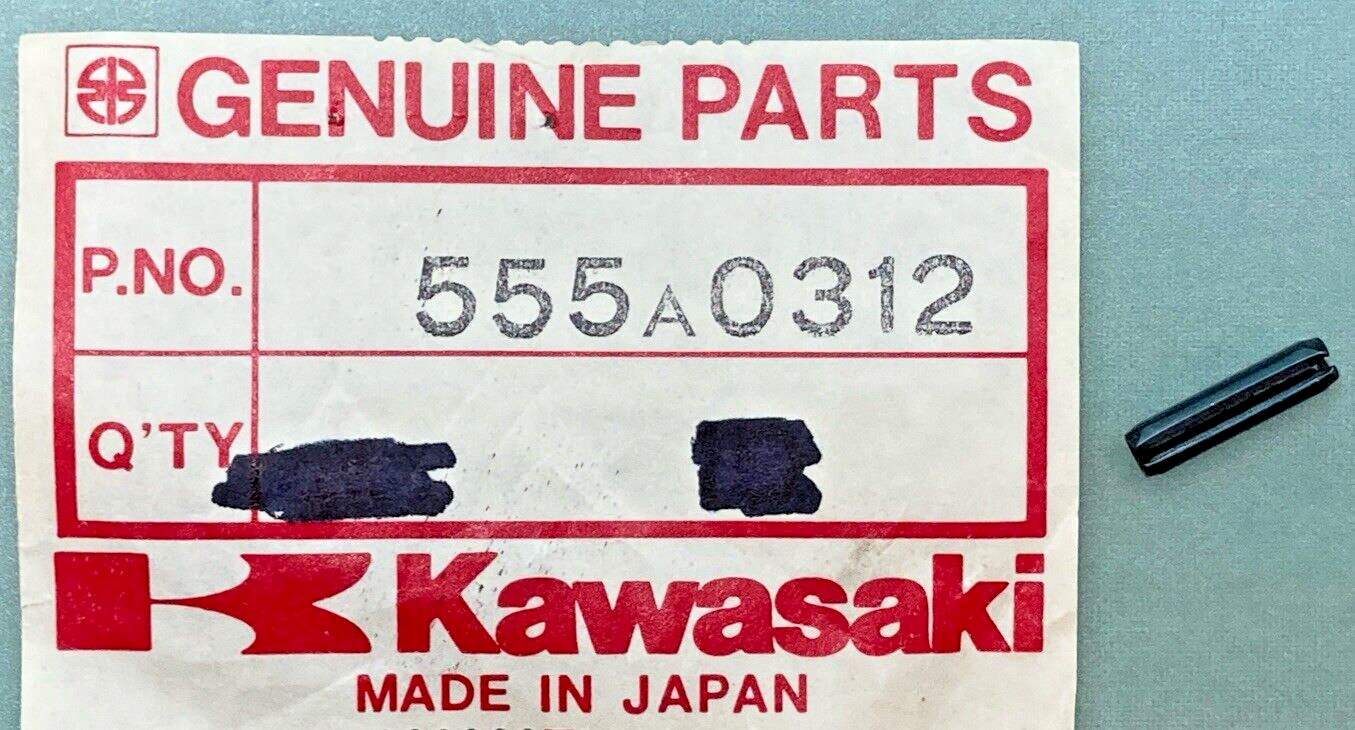 GENUINE PARTS
P.NO. 555A0312
Q'TY
Kawasaki
MADE IN JAPAN